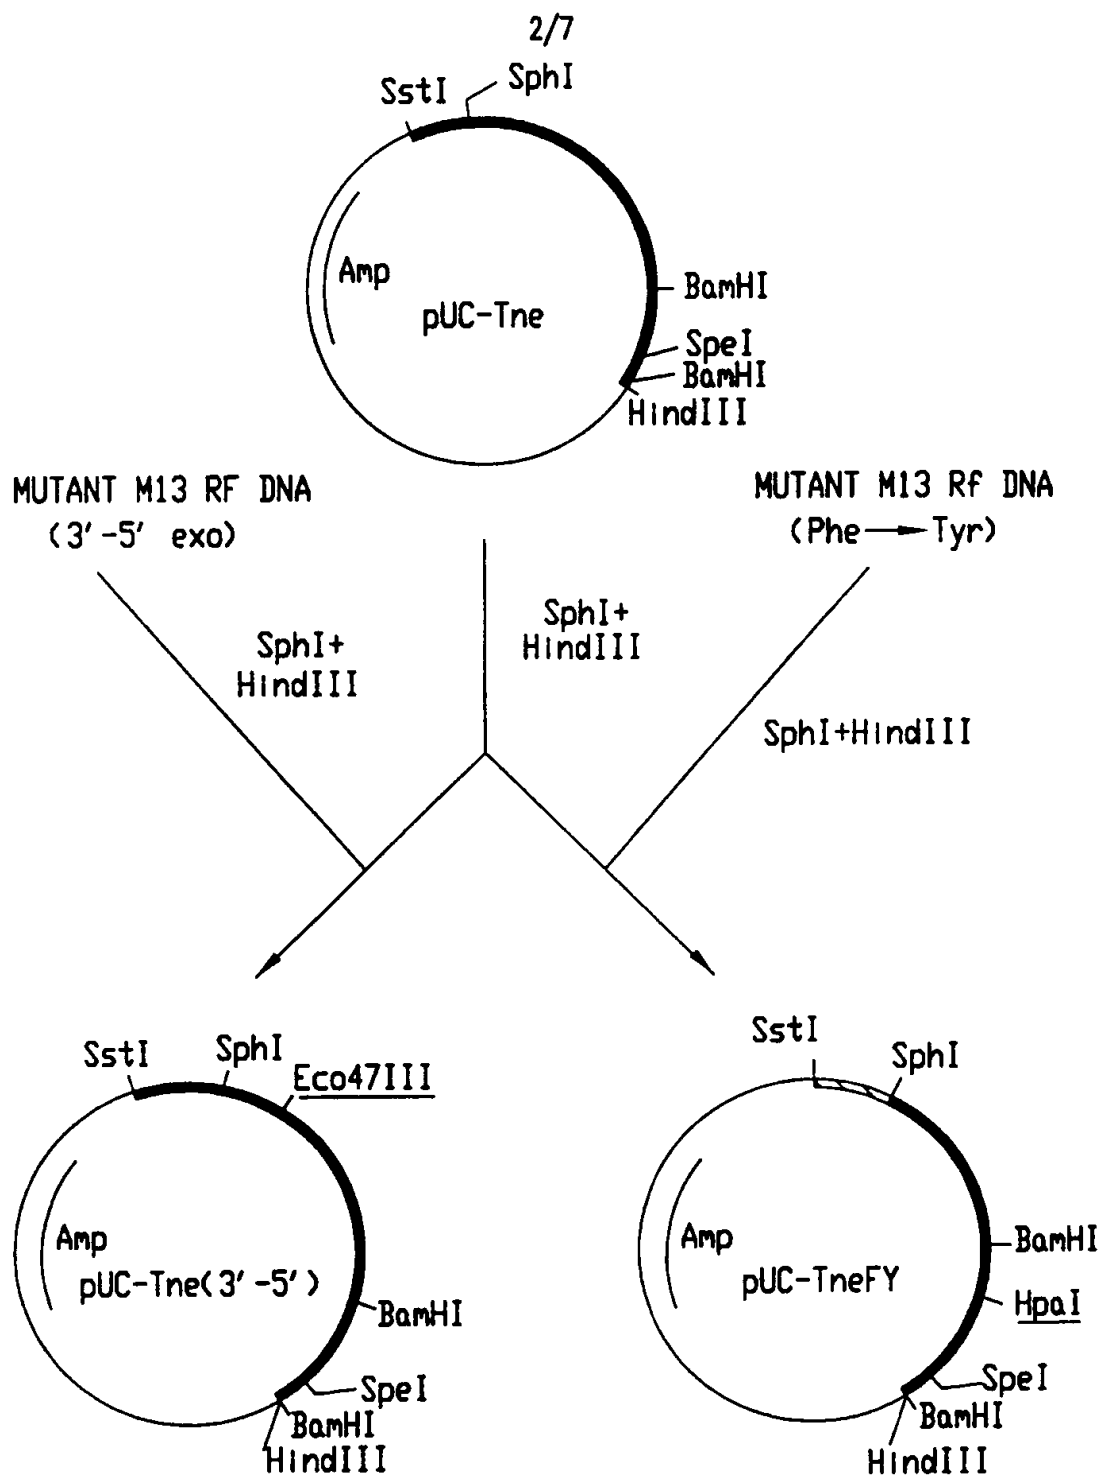 2/7
SstI
SphI
Amp
pUC-Tne
BamHI
SpeI
BamHI
HindIII
MUTANT M13 RF DNA
(3'-5' exo)
MUTANT M13 Rf DNA
(Phe → Tyr)
SphI+
HindIII
SphI+
HindIII
SphI+HindIII
SstI
SphI
Eco47III
Amp
pUC-Tne(3'-5')
BamHI
SpeI
BamHI
HindIII
SstI
SphI
Amp
pUC-TneFY
BamHI
HpaI
SpeI
BamHI
HindIII